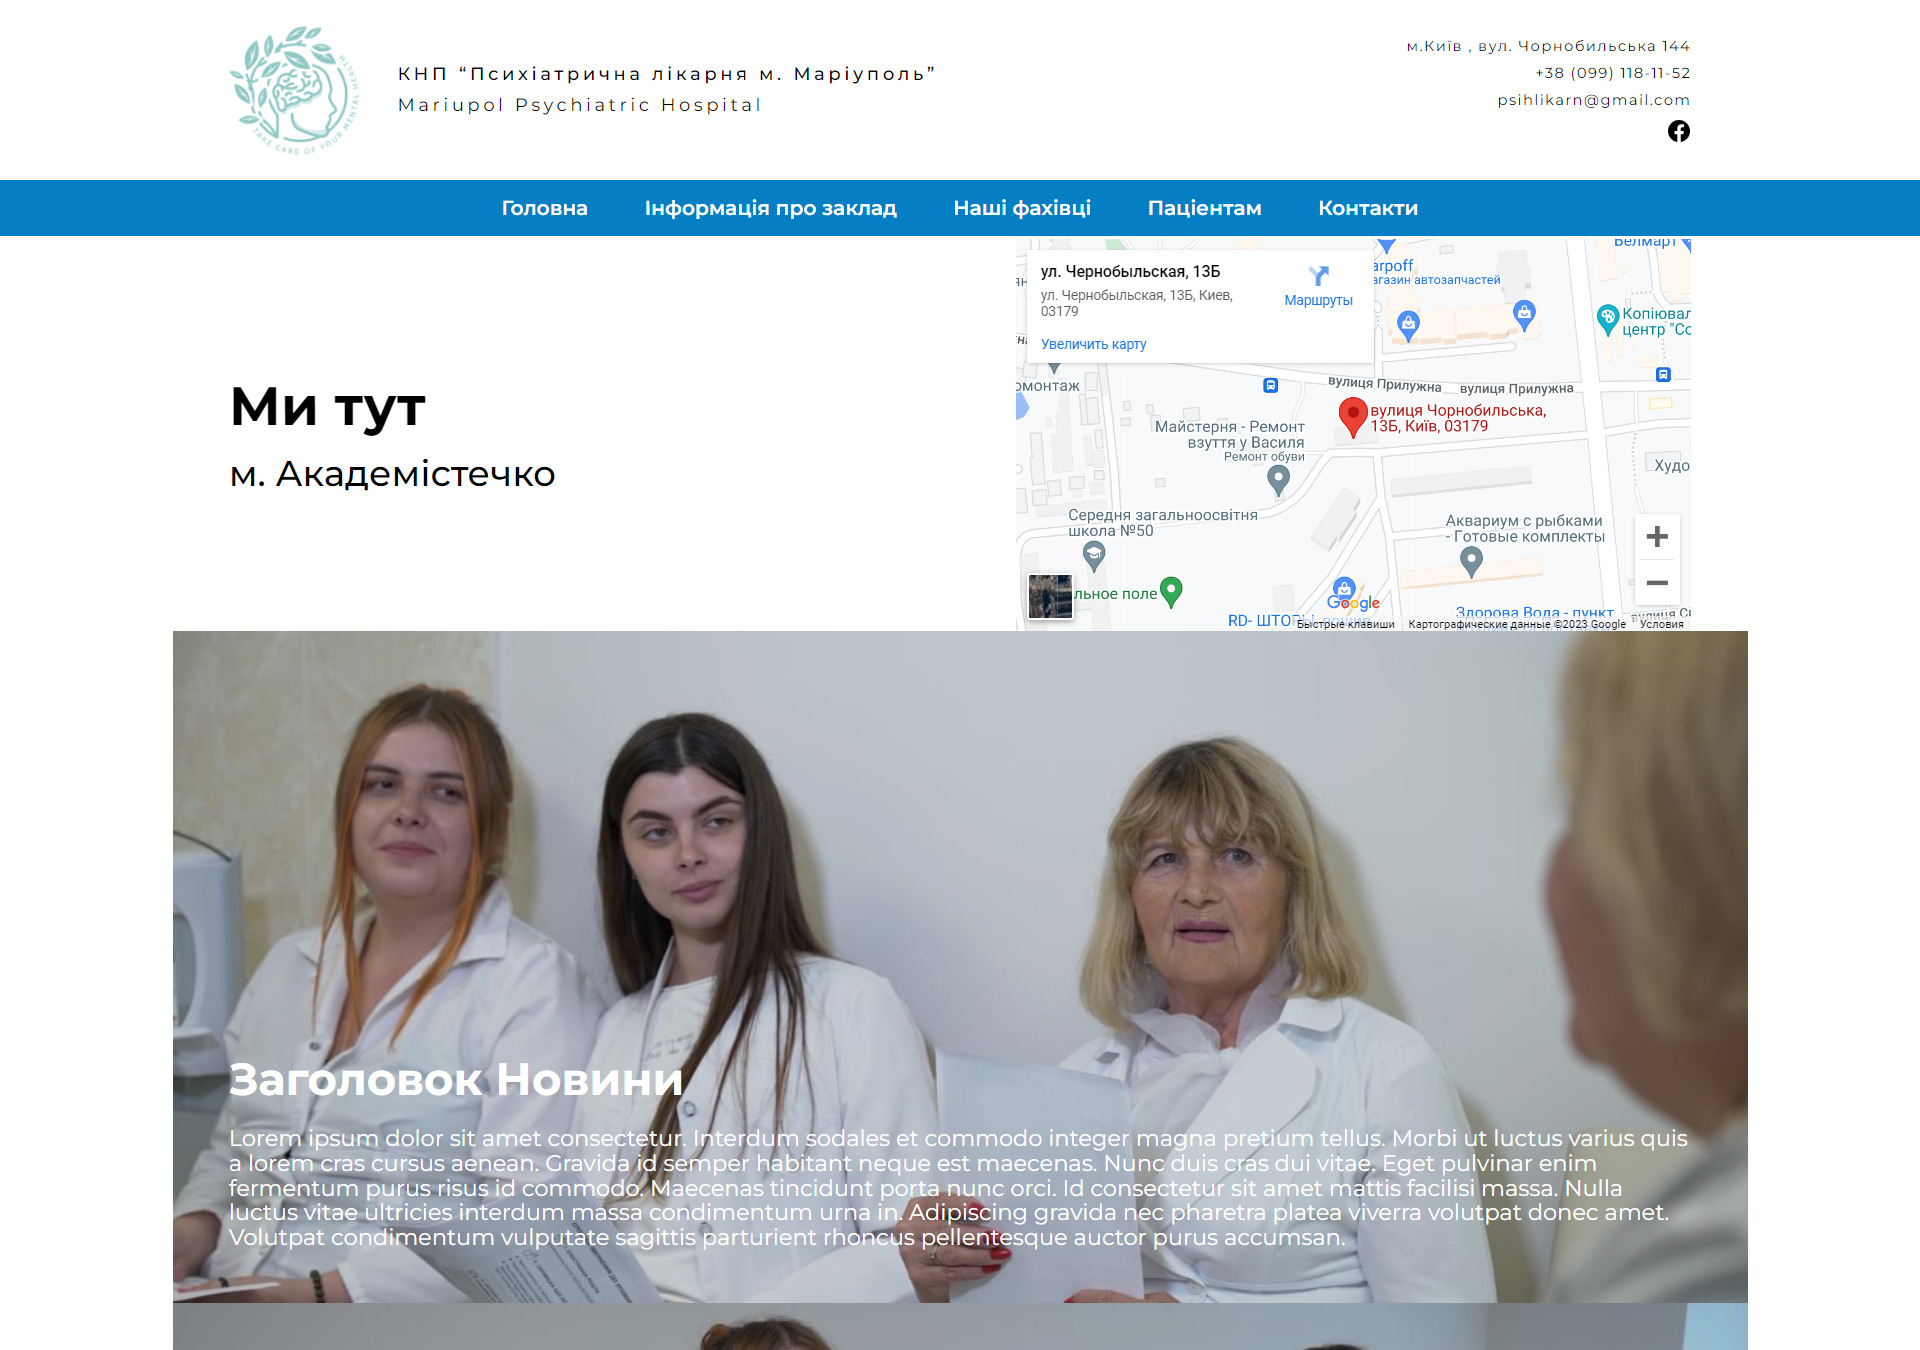 TAKE CARE OF YOUR MENTAL HEALTH
КНП “Психіатрична лікарня м. Маріуполь”
Mariupol Psychiatric Hospital
м.Київ , вул. Чорнобильська 144
+38 (099) 118-11-52
psihlikarn@gmail.com
Головна
Інформація про заклад
Наші фахівці
Пацієнтам
Контакти
Ми тут
м. Академістечко
ул. Чернобыльская, 13Б
ул. Чернобыльская, 13Б, Киев,
03179
Маршруты
Увеличить карту
arpoff
агазин автозапчастей
Белмарт
Копіювал
центр "Со
омонтаж
вулиця Прилужна
вулиця Прилужна
вулиця Чорнобильська,
13Б, Київ, 03179
Майстерня - Ремонт
взуття у Василя
Ремонт обуви
Худо
Середня загальноосвітня
школа №50
Аквариум с рыбками
- Готовые комплекты
льное поле
Google
RD- ШТОРЫ
Здорова Вода - пункт
Быстрые клавиши
Картографические данные ©2023 Google
Условия
Заголовок Новини
Lorem ipsum dolor sit amet consectetur. Interdum sodales et commodo integer magna pretium tellus. Morbi ut luctus varius quis
a lorem cras cursus aenean. Gravida id semper habitant neque est maecenas. Nunc duis cras dui vitae. Eget pulvinar enim
fermentum purus risus id commodo. Maecenas tincidunt porta nunc orci. Id consectetur sit amet mattis facilisi massa. Nulla
luctus vitae ultricies interdum massa condimentum urna in. Adipiscing gravida nec pharetra platea viverra volutpat donec amet.
Volutpat condimentum vulputate sagittis parturient rhoncus pellentesque auctor purus accumsan.